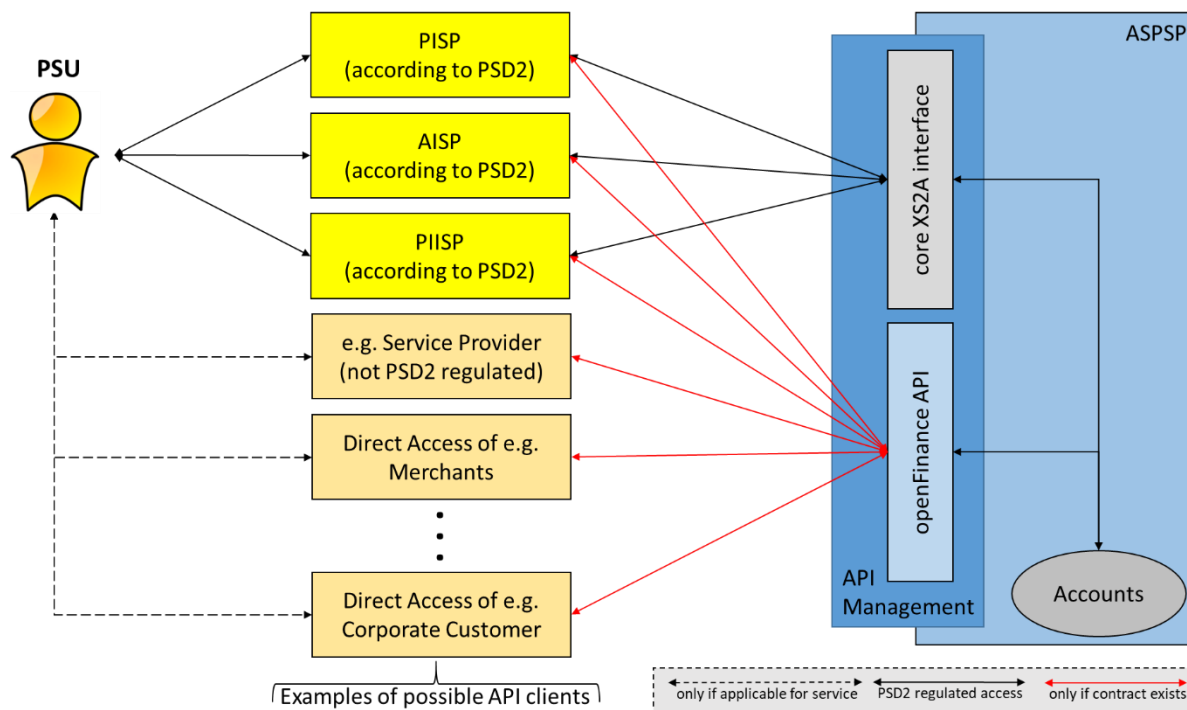 PSU
PISP
(according to PSD2)
AISP
(according to PSD2)
PIISP
(according to PSD2)
e.g. Service Provider
(not PSD2 regulated)
Direct Access of e.g.
Merchants
Direct Access of e.g.
Corporate Customer
Examples of possible API clients
ASPSP
core XS2A interface
openFinance API
API
Management
Accounts
only if applicable for service
PSD2 regulated access
only if contract exists